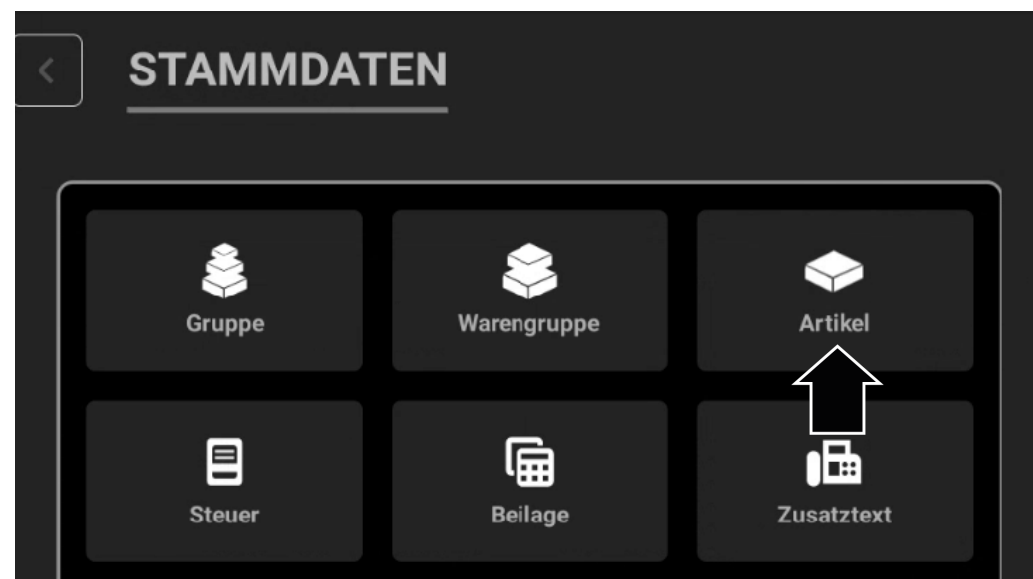 STAMMDATEN
Gruppe
Warengruppe
Artikel
Steuer
Beilage
Zusatztext